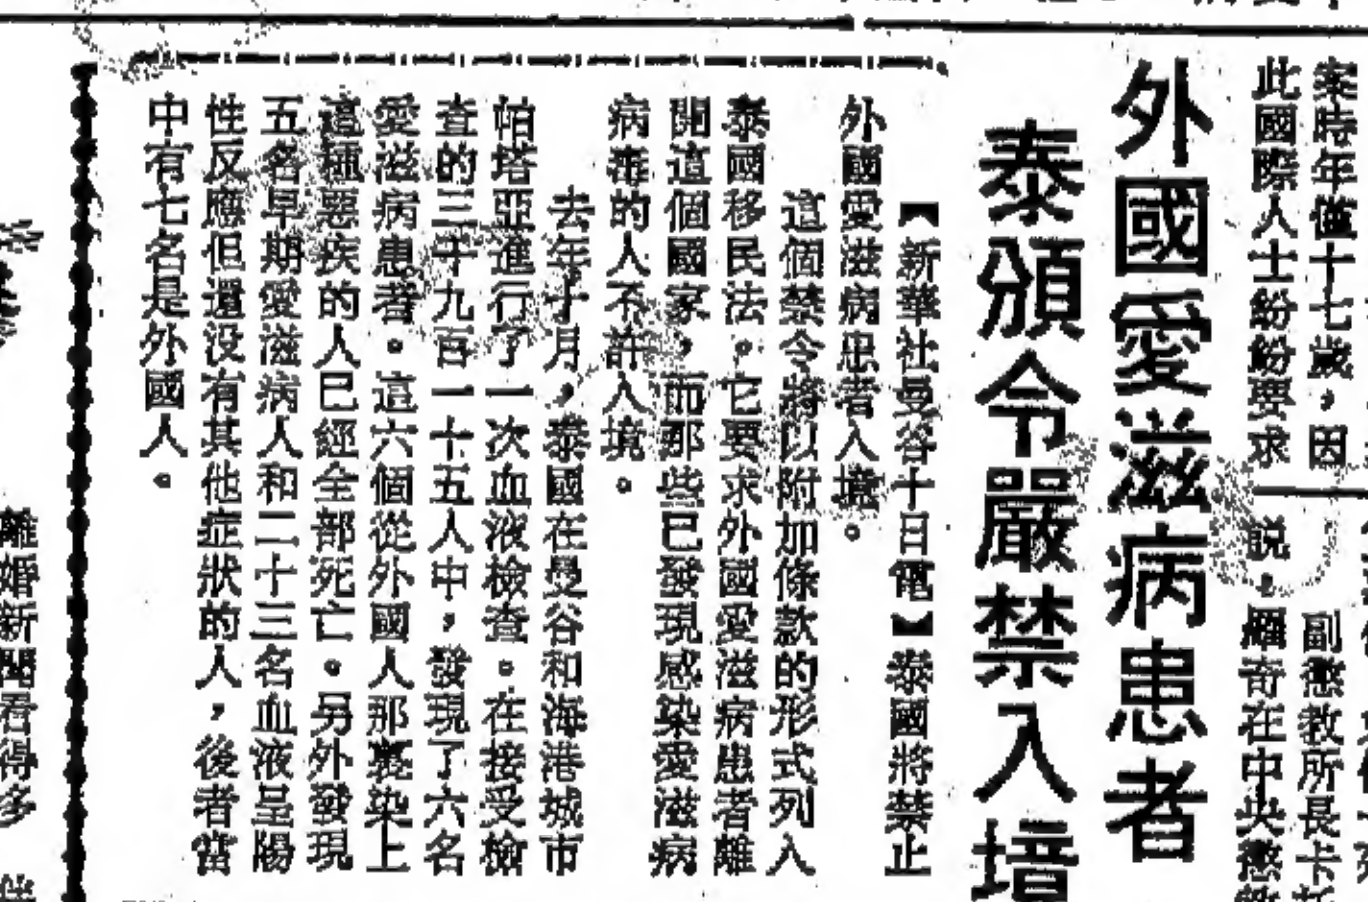 案時年僅十七歲，因
此國際人士紛紛要求
副懲教所長卡
說，羅奇在中央懲
外國愛滋病患者
泰頒令嚴禁入境
【新華社曼谷十日電】泰國將禁止
外國愛滋病患者入境。
這個禁令將以附加條款的形式列入
泰國移民法。它要求外國愛滋病患者離
開這個國家，而那些已發現感染愛滋病
病毒的人不許入境。
去年十月，泰國在曼谷和海港城市
帕塔亞進行了一次血液檢查。在接受檢
查的三千九百一十五人中，發現了六名
愛滋病患者。這六個從外國人那裏染上
這種惡疾的人已經全部死亡。另外發現
五名早期愛滋病人和二十三名血液呈陽
性反應但還没有其他症狀的人，後者當
中有七名是外國人。
離婚新聞看得多